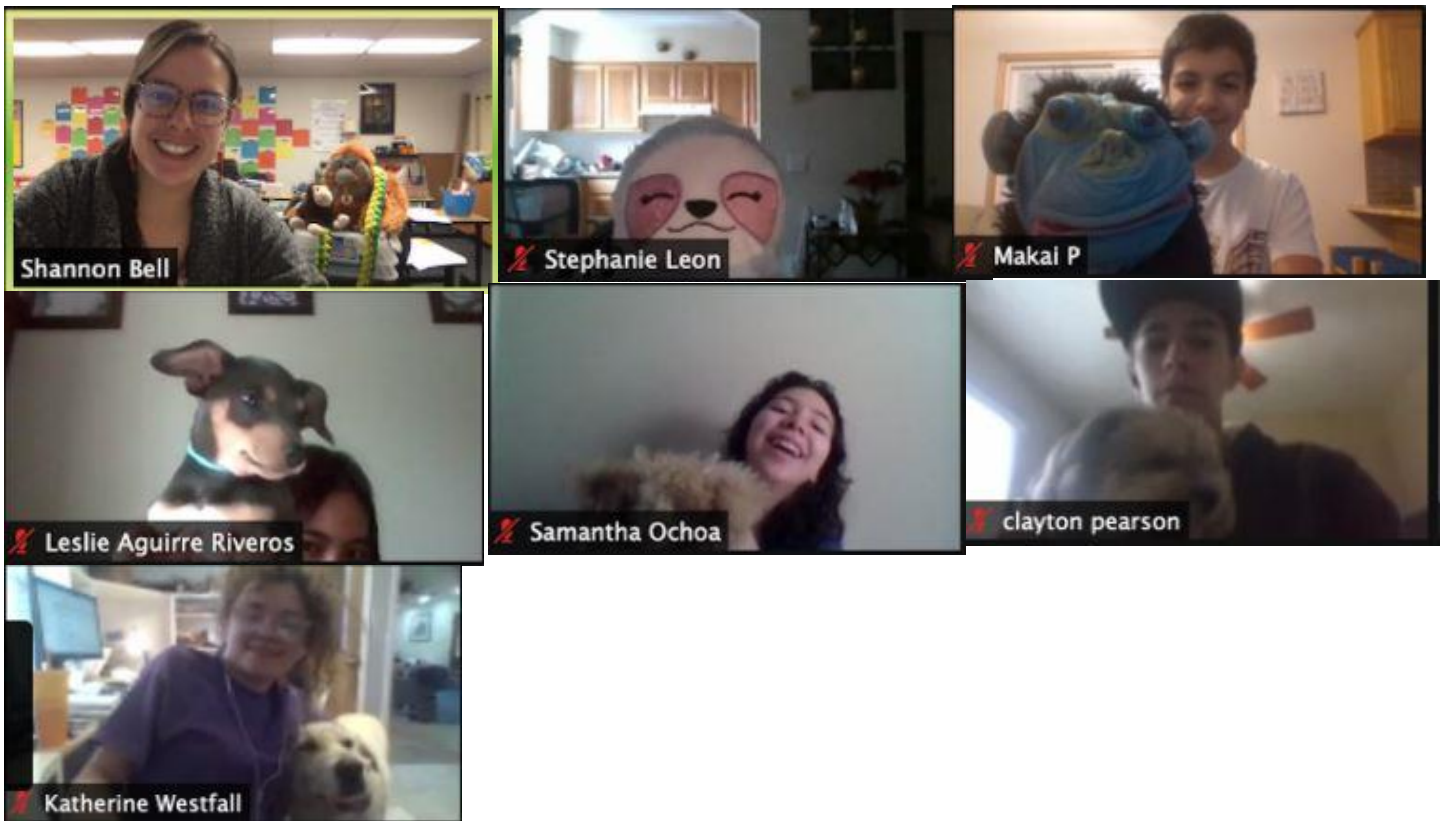 Shannon Bell
Stephanie Leon
Makai P
Leslie Aguirre Riveros
Samantha Ochoa
clayton pearson
Katherine Westfall